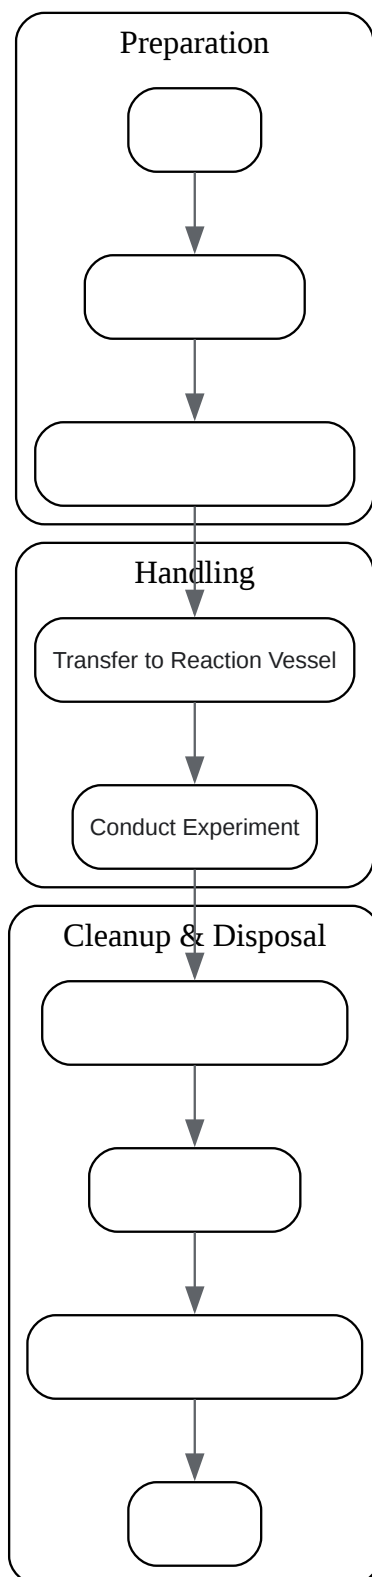 Preparation
Handling
Transfer to Reaction Vessel
Conduct Experiment
Cleanup & Disposal